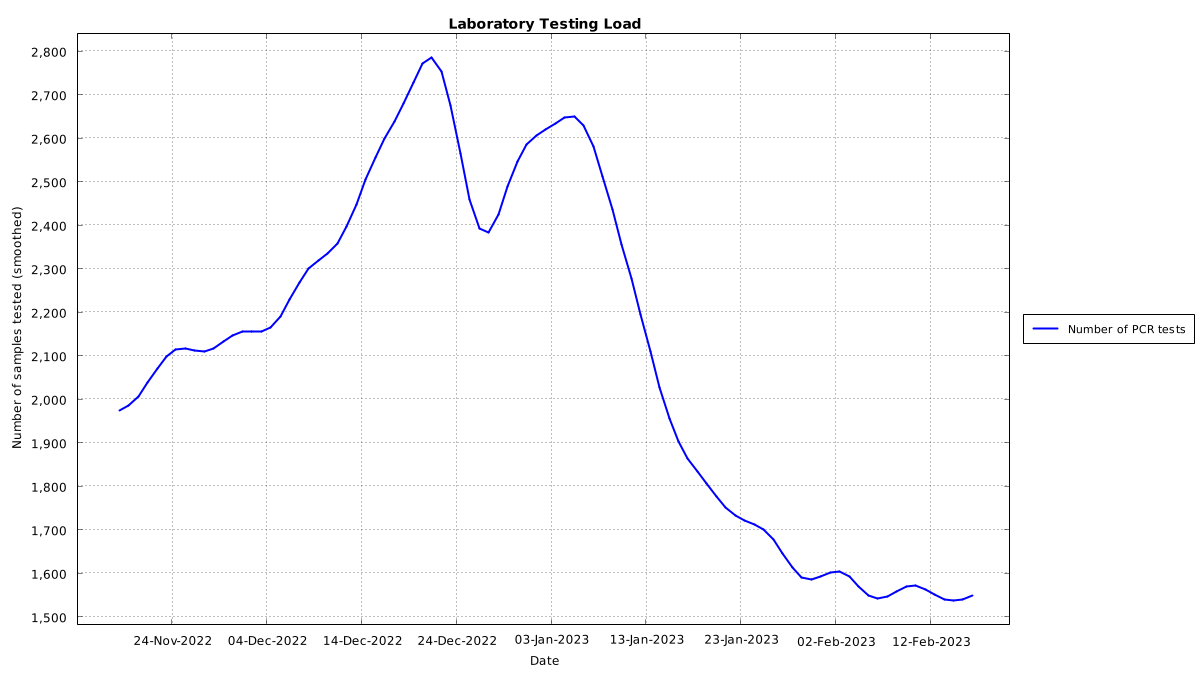 Laboratory Testing Load
2,800
2,700
2,600
2,500
2,400
2,300
2,200
2,100
2,000
1,900
1,800
1,700
1,600
1,500
Number of samples tested (smoothed)
24-Nov-2022
04-Dec-2022
14-Dec-2022
24-Dec-2022
03-Jan-2023
13-Jan-2023
23-Jan-2023
02-Feb-2023
12-Feb-2023
Date
Number of PCR tests